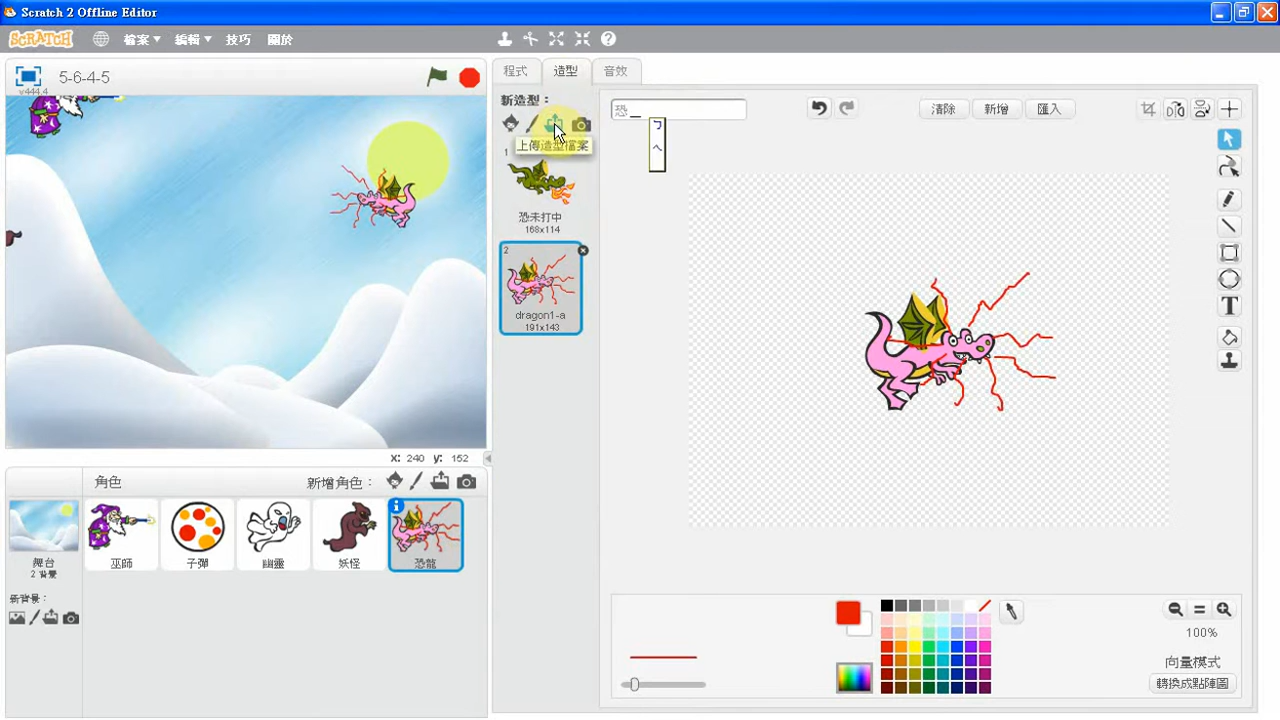 Scratch 2 Offline Editor
SCRATCH 檔案▼ 編輯▼ 技巧 關於
5-6-4-5
v444.4
程式 造型 音效
新造型：
上傳造型檔案
1
恐未打中
168x114
2
dragon1-a
191x143
恐
ㄅ
ㄟ
清除 新增 匯入
T
x: 240 y: 152
角色 新增角色：
巫師 子彈 幽靈 妖怪 恐龍
舞台
2 背景
新背景：
100%
向量模式
轉換成點陣圖